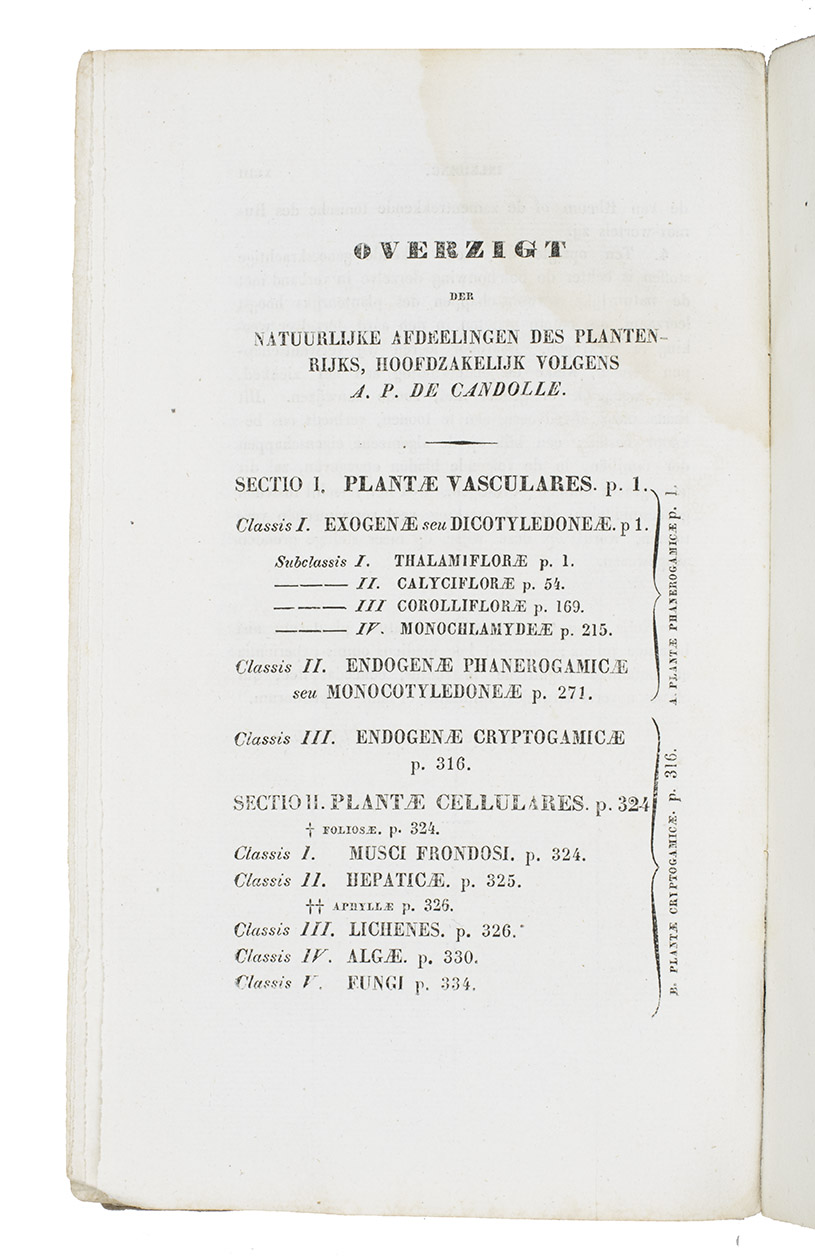 OVERZIGT
DER
NATUURLIJKE AFDEELINGEN DES PLANTEN-
RIJKS, HOOFDZAKELIJK VOLGENS
A. P. DE CANDOLLE.
SECTIO I. PLANTÆ VASCULARES. p. 1.
Classis I. EXOGENÆ seu DICOTYLEDONEÆ. p 1.
Subclassis I. THALAMIFLORÆ p. 1.
——— II. CALYCIFLORÆ p. 54.
——— III COROLLIFLORÆ p. 169.
——— IV. MONOCHLAMYDEÆ p. 215.
Classis II. ENDOGENÆ PHANEROGAMICÆ
seu MONOCOTYLEDONEÆ p. 271.
A. PLANTÆ PHANEROGAMICÆ p. 1.
Classis III. ENDOGENÆ CRYPTOGAMICÆ
p. 316.
SECTIO II. PLANTÆ CELLULARES. p. 324
† FOLIOSÆ. p. 324.
Classis I. MUSCI FRONDOSI. p. 324.
Classis II. HEPATICÆ. p. 325.
†† APHYLLÆ p. 326.
Classis III. LICHENES. p. 326.
Classis IV. ALGÆ. p. 330.
Classis V. FUNGI p. 334.
B. PLANTÆ CRYPTOGAMICÆ. p. 316.